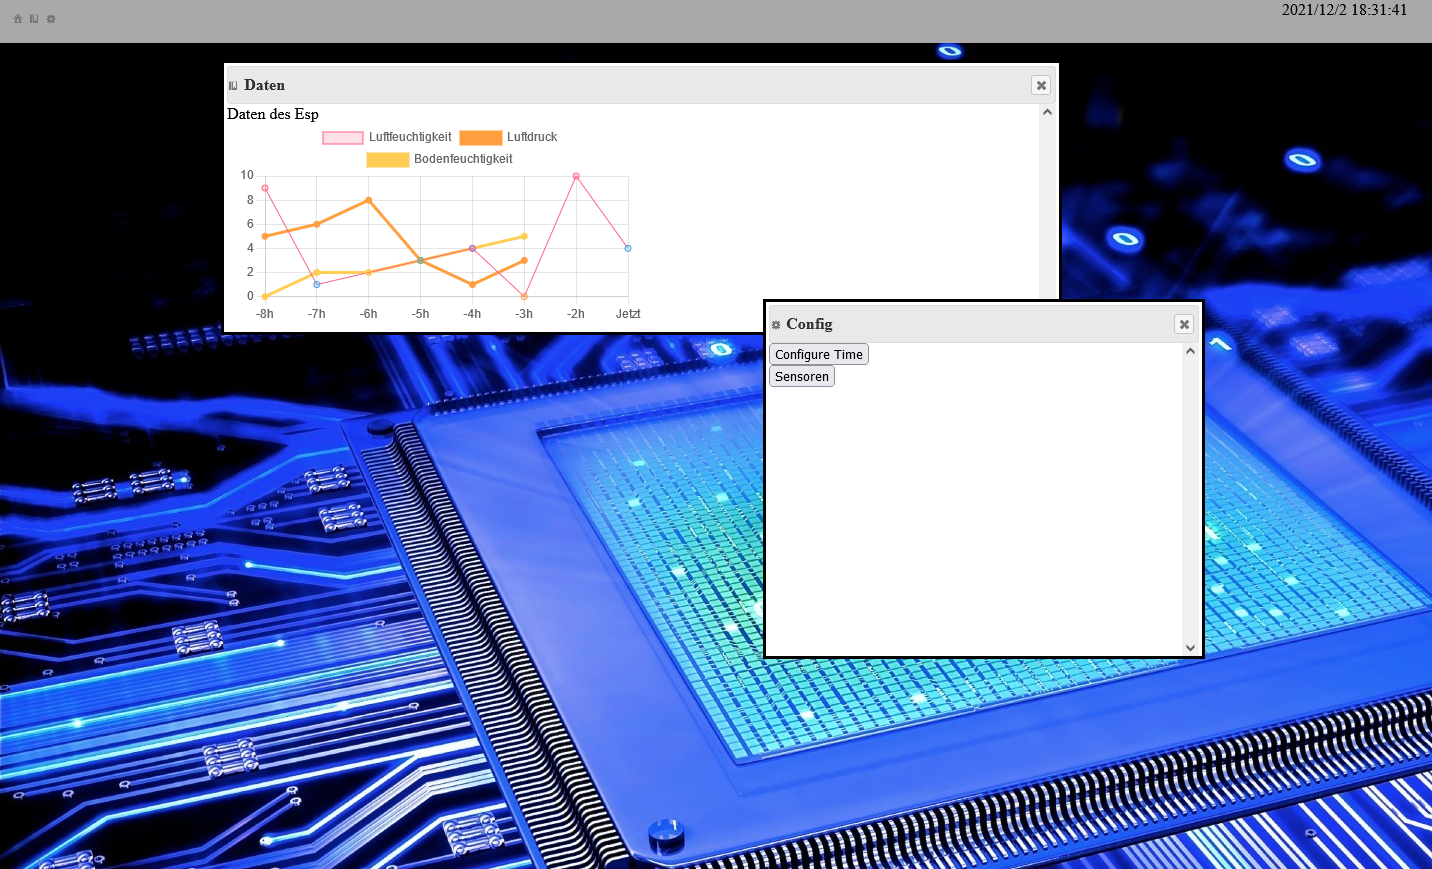 2021/12/2 18:31:41
Daten
Daten des Esp
Luftfeuchtigkeit Luftdruck
Bodenfeuchtigkeit
10
8
6
4
2
0
-8h -7h -6h -5h -4h -3h -2h Jetzt
Config
Configure Time
Sensoren